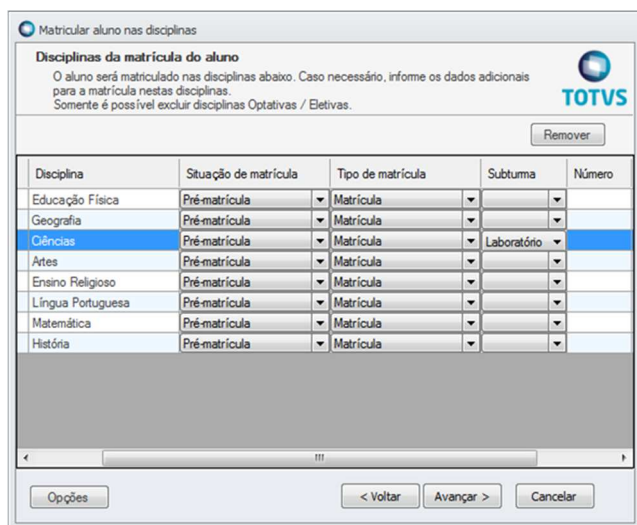 Matricular aluno nas disciplinas
Disciplinas da matrícula do aluno
O aluno será matriculado nas disciplinas abaixo. Caso necessário, informe os dados adicionais
para a matrícula nestas disciplinas.
Somente é possível excluir disciplinas Optativas / Eletivas.
TOTVS
Remover
Disciplina Situação de matrícula Tipo de matrícula Subturma Número
Educação Física Pré-matrícula Matrícula
Geografia Pré-matrícula Matrícula
Ciências Pré-matrícula Matrícula Laboratório
Artes Pré-matrícula Matrícula
Ensino Religioso Pré-matrícula Matrícula
Língua Portuguesa Pré-matrícula Matrícula
Matemática Pré-matrícula Matrícula
História Pré-matrícula Matrícula
Opções < Voltar Avançar > Cancelar